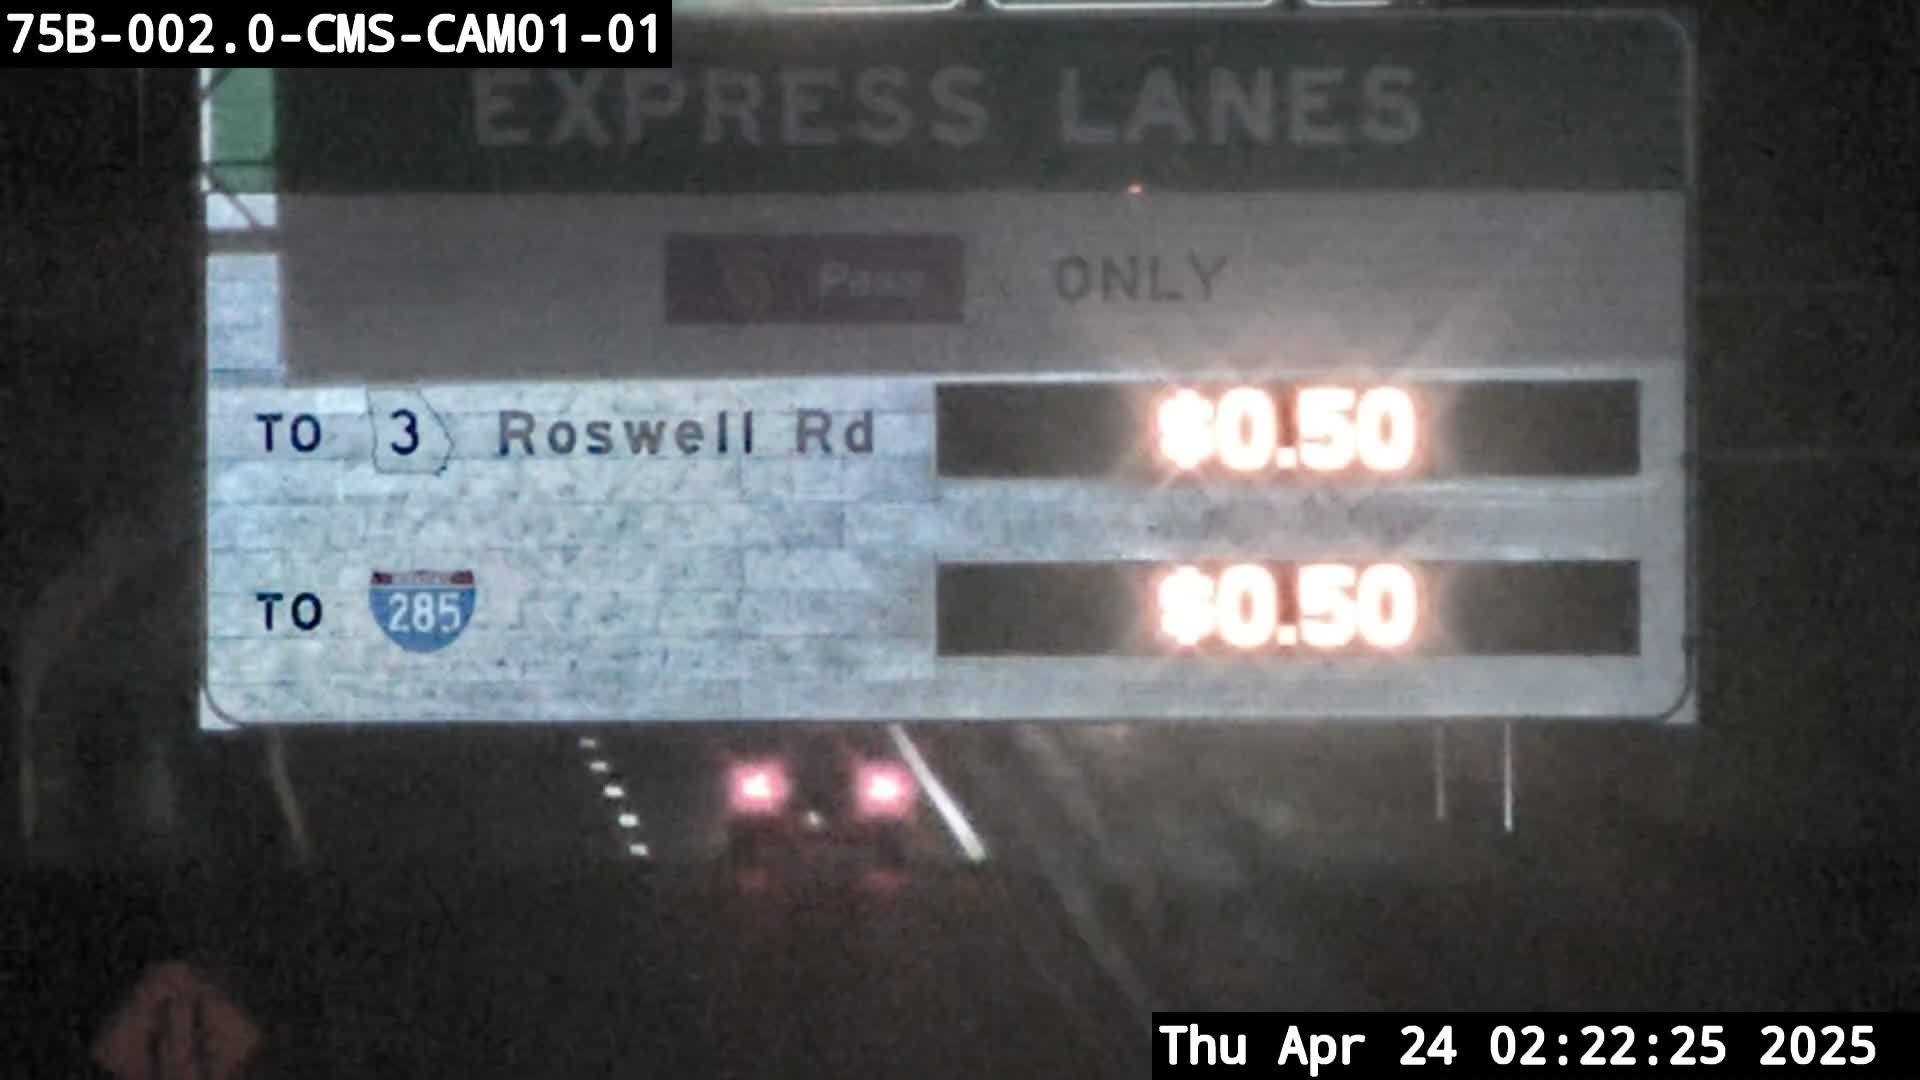 75B-002.0-CMS-CAM01-01
EXPRESS LANES
Pass ONLY
TO 3 Roswell Rd $0.50
TO 285 $0.50
Thu Apr 24 02:22:25 2025